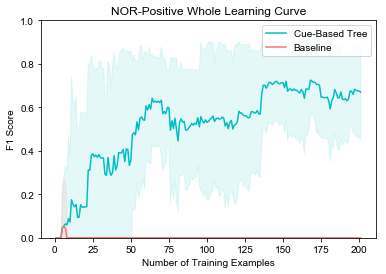 NOR-Positive Whole Learning Curve
Cue-Based Tree
Baseline
F1 Score
1.0
0.8
0.6
0.4
0.2
0.0
0 25 50 75 100 125 150 175 200
Number of Training Examples